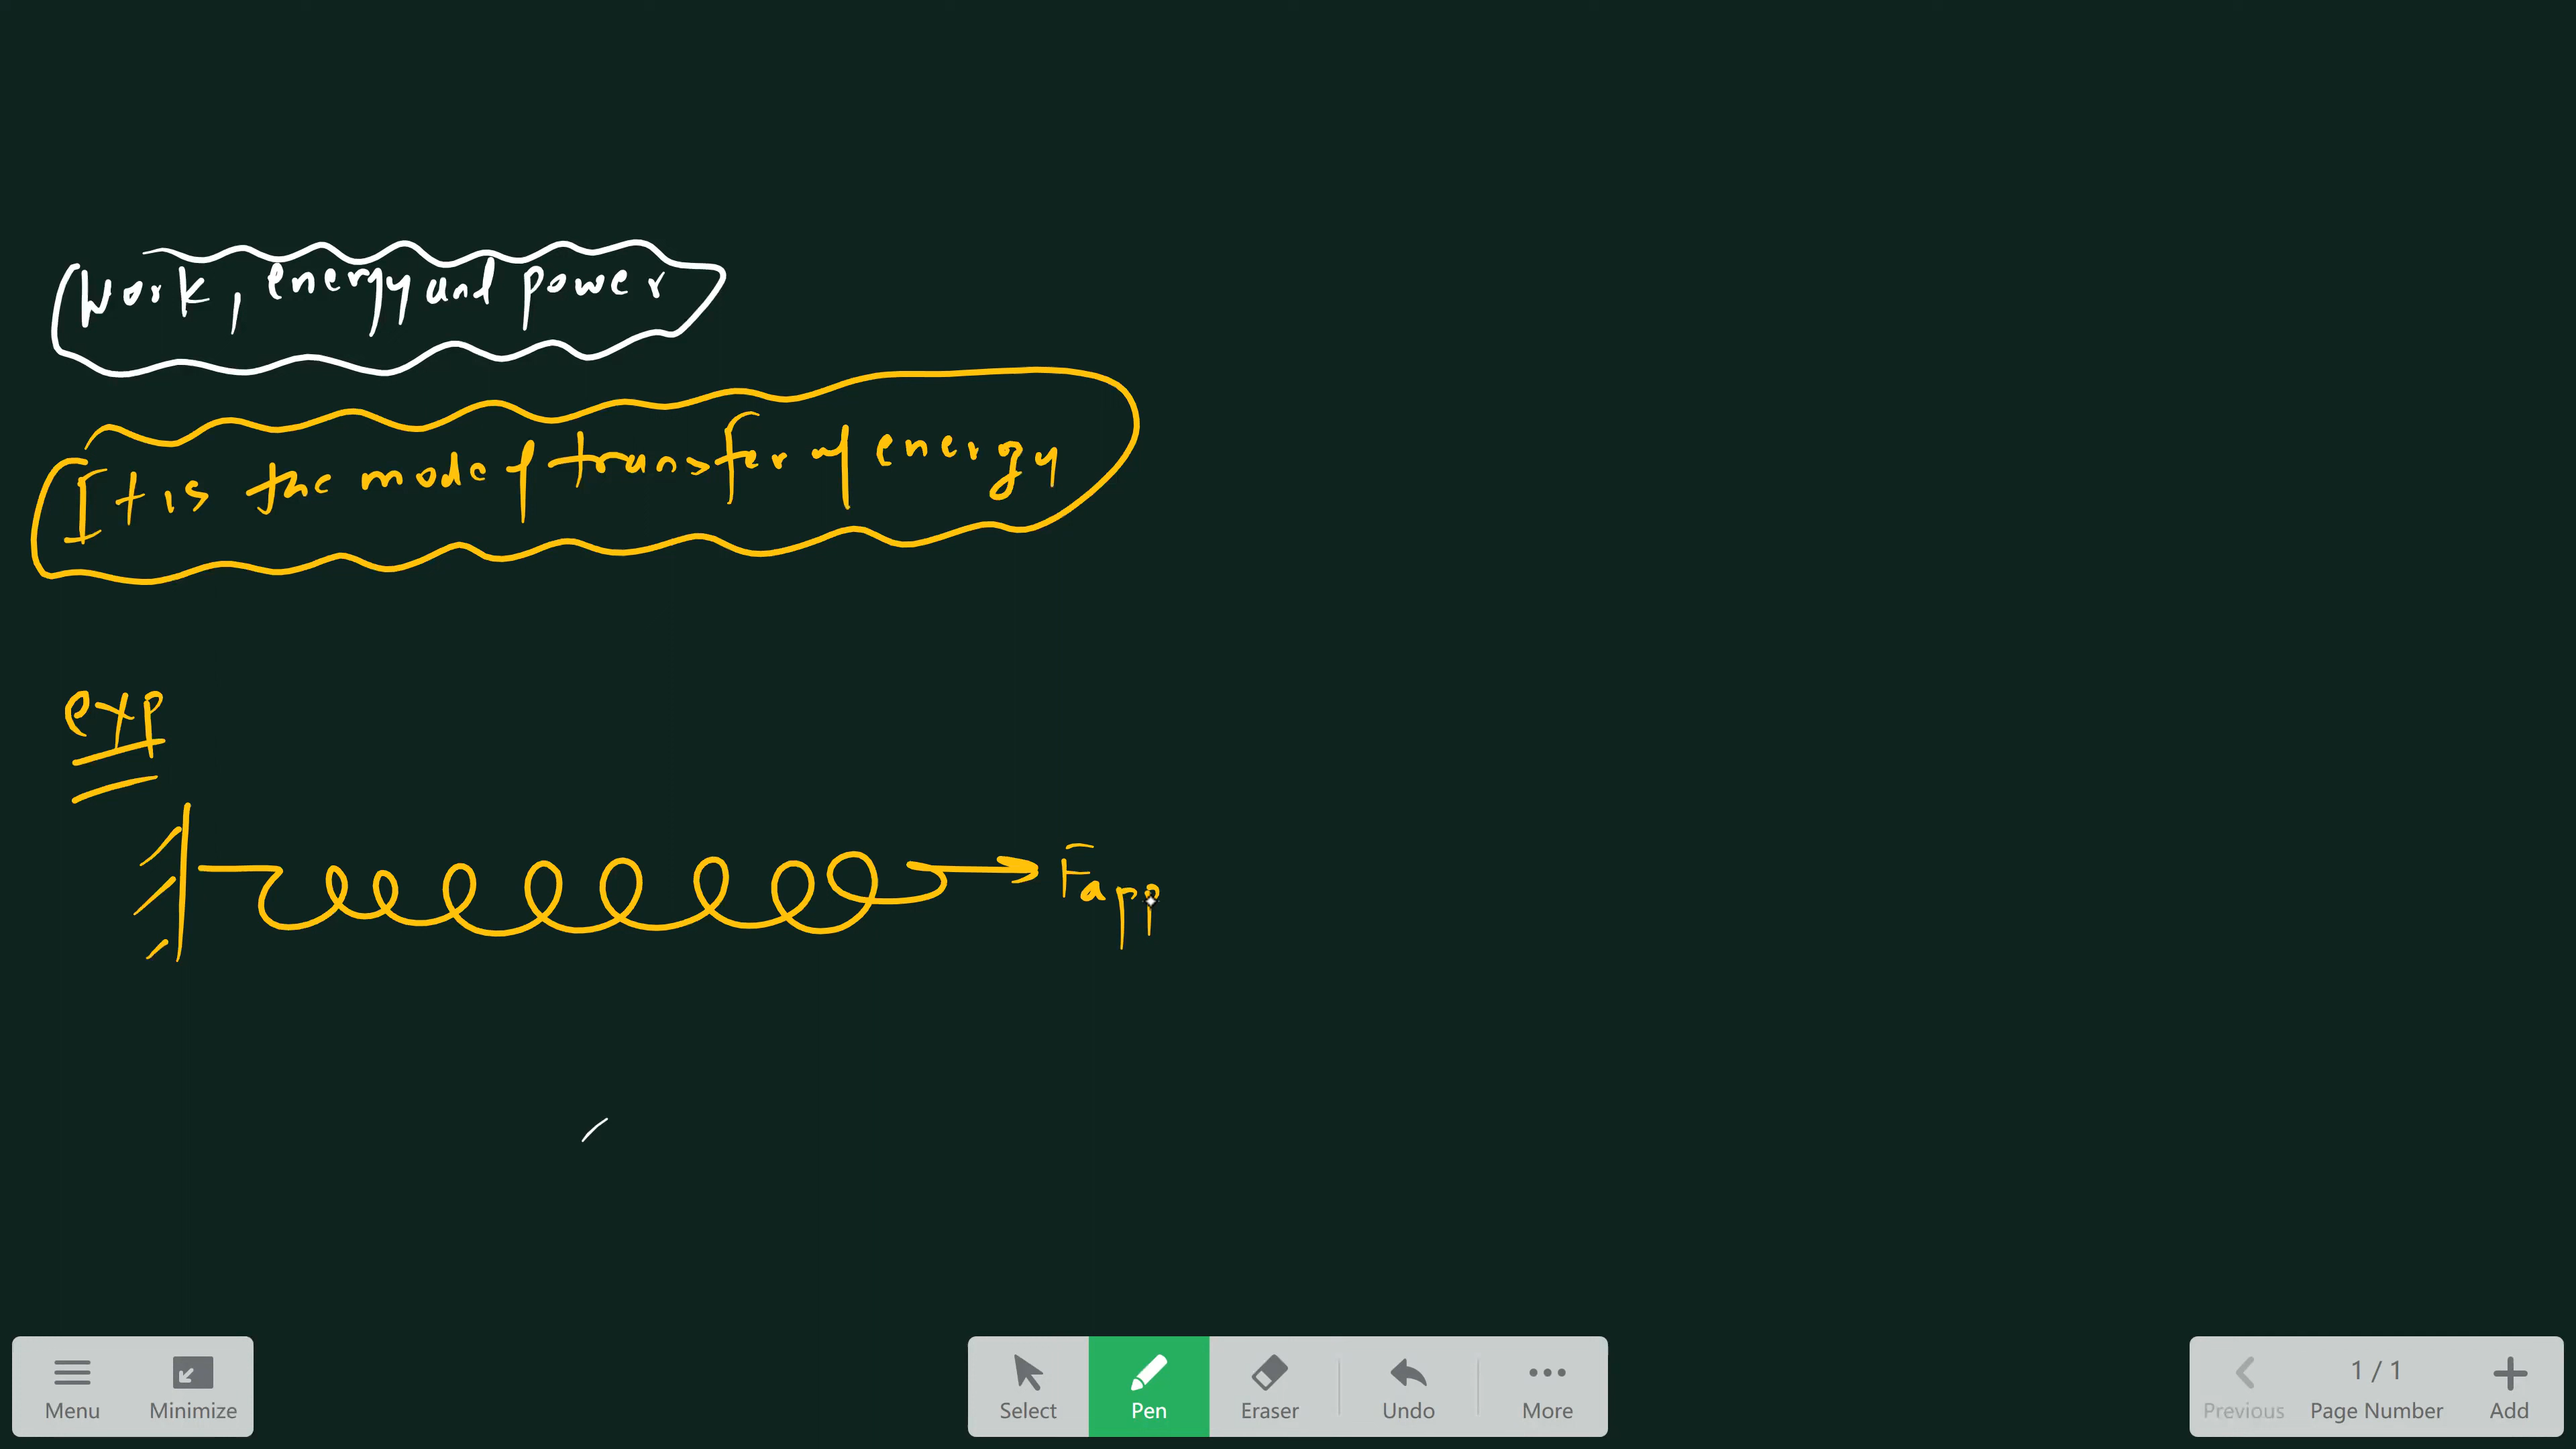 Work, energy and power
It is the mode of transfer of energy
exp
Fapp
Menu Minimize Select Pen Eraser Undo More Previous 1 / 1 Page Number Add